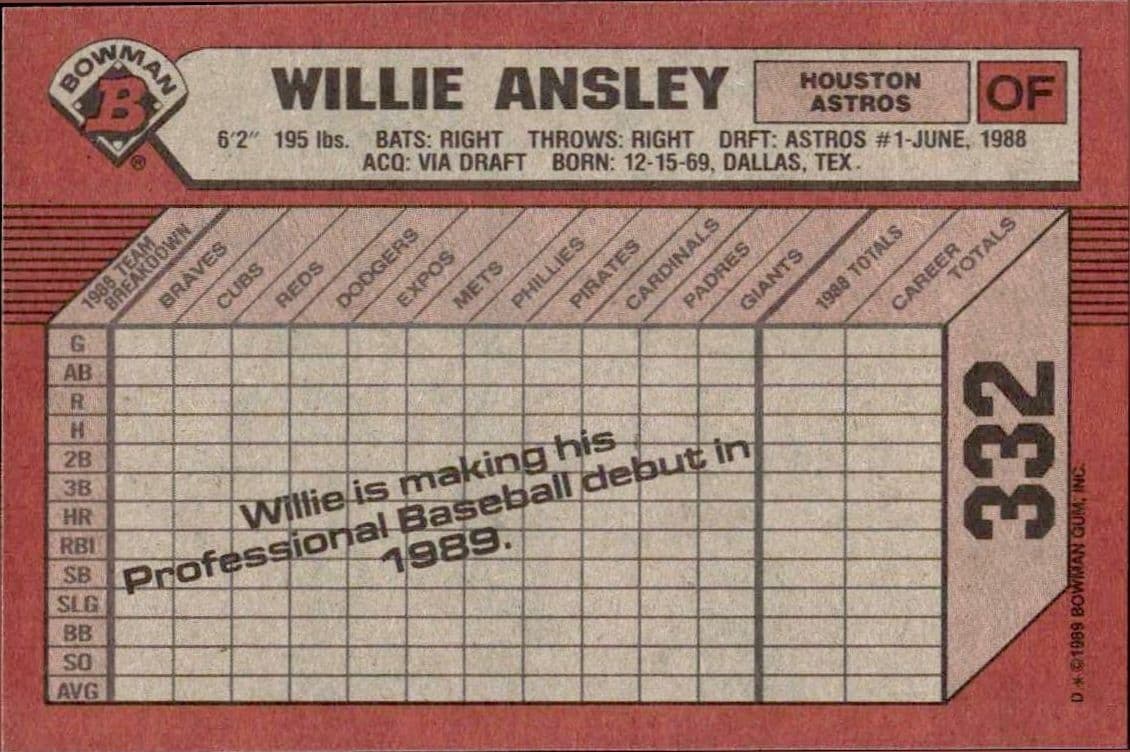 BOWMAN
B
®
WILLIE ANSLEY
HOUSTON
ASTROS
OF
6'2" 195 lbs. BATS: RIGHT THROWS: RIGHT DRFT: ASTROS #1-JUNE, 1988
ACQ: VIA DRAFT BORN: 12-15-69, DALLAS, TEX.
1988 TEAM
BREAKDOWN
BRAVES
CUBS
REDS
DODGERS
EXPOS
METS
PHILLIES
PIRATES
CARDINALS
PADRES
GIANTS
1988 TOTALS
CAREER
TOTALS
G
AB
R
H
2B
3B
HR
RBI
SB
SLG
BB
SO
AVG
Willie is making his
Professional Baseball debut in
1989.
332
D * ©1989 BOWMAN GUM, INC.